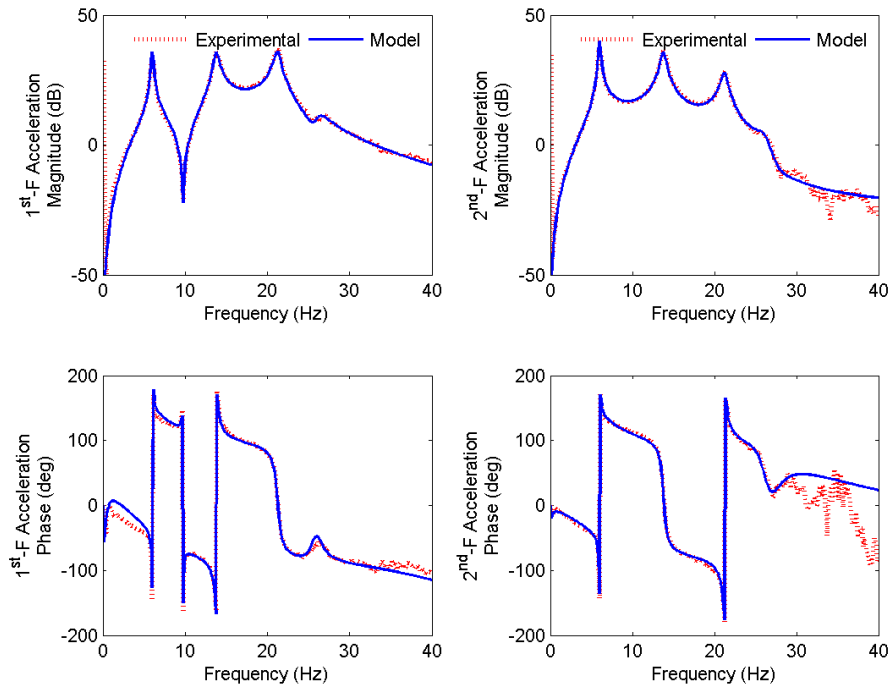 50
0
-50
0 10 20 30 40
Frequency (Hz)
1st-F Acceleration
Magnitude (dB)
Experimental Model
50
0
-50
0 10 20 30 40
Frequency (Hz)
2nd-F Acceleration
Magnitude (dB)
Experimental Model
200
100
0
-100
-200
0 10 20 30 40
Frequency (Hz)
1st-F Acceleration
Phase (deg)
200
100
0
-100
-200
0 10 20 30 40
Frequency (Hz)
2nd-F Acceleration
Phase (deg)